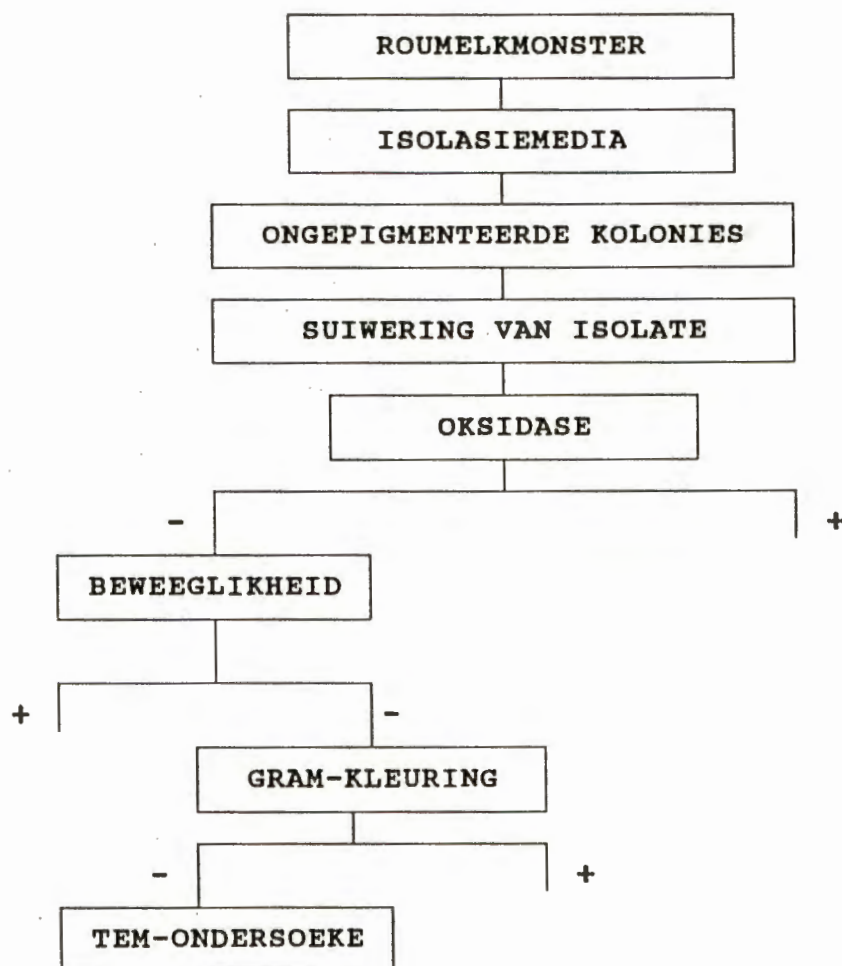 ROUMELKMONSTER
ISOLASIEMEDIA
ONGEPIGMENTEERDE KOLONIES
SUIWERING VAN ISOLATE
OKSIDASE
- +
BEWEEGLIKHEID
+ -
GRAM-KLEURING
- +
TEM-ONDERSOEKE